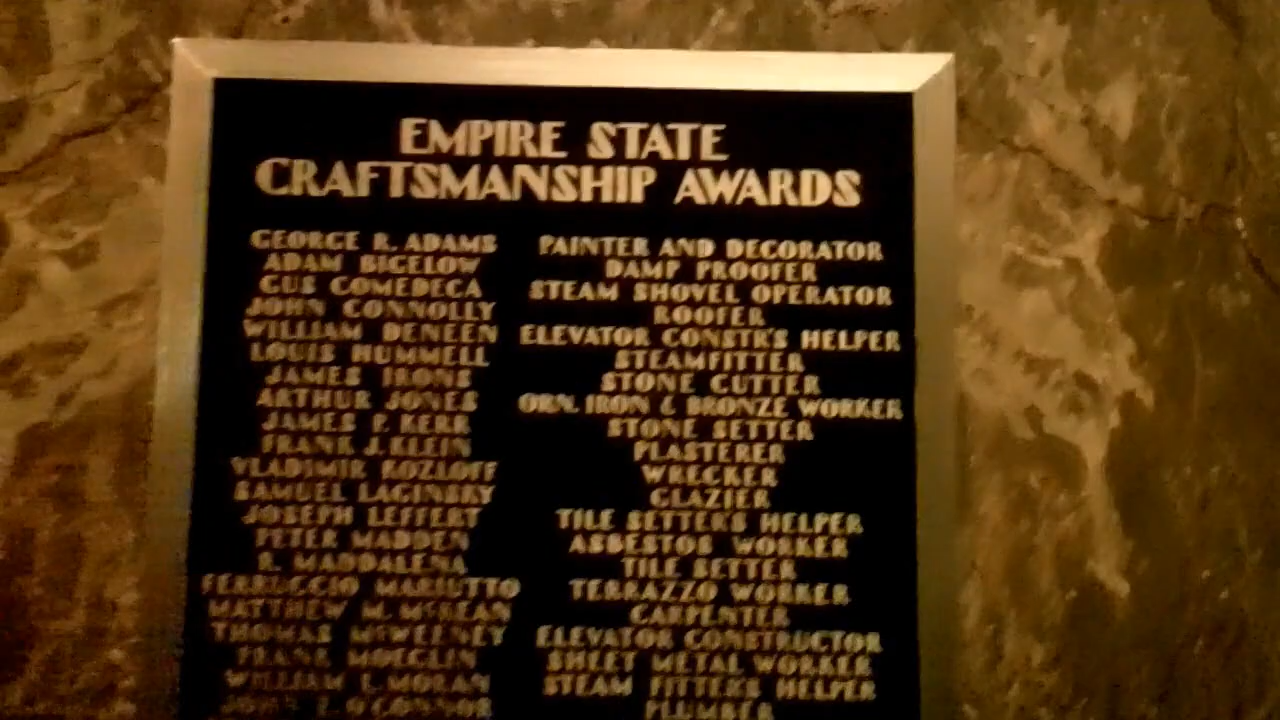 EMPIRE STATE
CRAFTSMANSHIP AWARDS
GEORGE R. ADAMS PAINTER AND DECORATOR
ADAM BIGELOW DAMP PROOFER
GUS COMEDECA STEAM SHOVEL OPERATOR
JOHN CONNOLLY ROOFER
WILLIAM DENEEN ELEVATOR CONSTR'S HELPER
LOUIS HUMMELL STEAMFITTER
JAMES IRONS STONE CUTTER
ARTHUR JONES ORN. IRON & BRONZE WORKER
JAMES P. KERR STONE SETTER
FRANK J. KLEIN PLASTERER
VLADIMIR KOZLOFF WRECKER
SAMUEL LAGINSKY GLAZIER
JOSEPH LEFFERT TILE SETTERS HELPER
PETER MADDEN ASBESTOS WORKER
R. MADDALENA TILE SETTER
FERRUCCIO MARIUTTO TERRAZZO WORKER
MATTHEW M. MCKEAN CARPENTER
THOMAS MCWEENEY ELEVATOR CONSTRUCTOR
FRANK MOEGLIN SHEET METAL WORKER
WILLIAM E. MORAN STEAM FITTERS HELPER
JOHN E. O'CONNOR PLUMBER